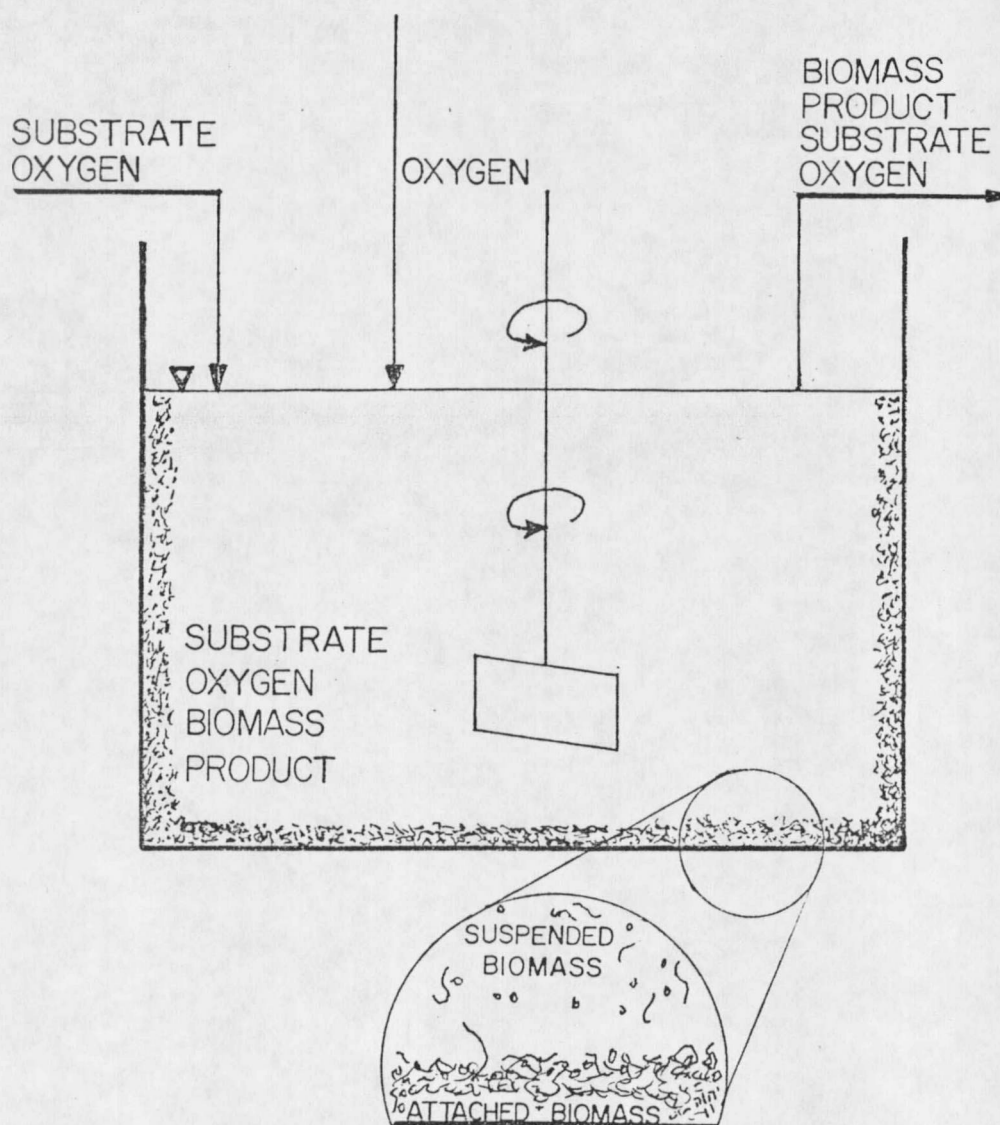 BIOMASS
PRODUCT
SUBSTRATE
OXYGEN
SUBSTRATE
OXYGEN
OXYGEN
SUBSTRATE
OXYGEN
BIOMASS
PRODUCT
SUSPENDED
BIOMASS
ATTACHED BIOMASS